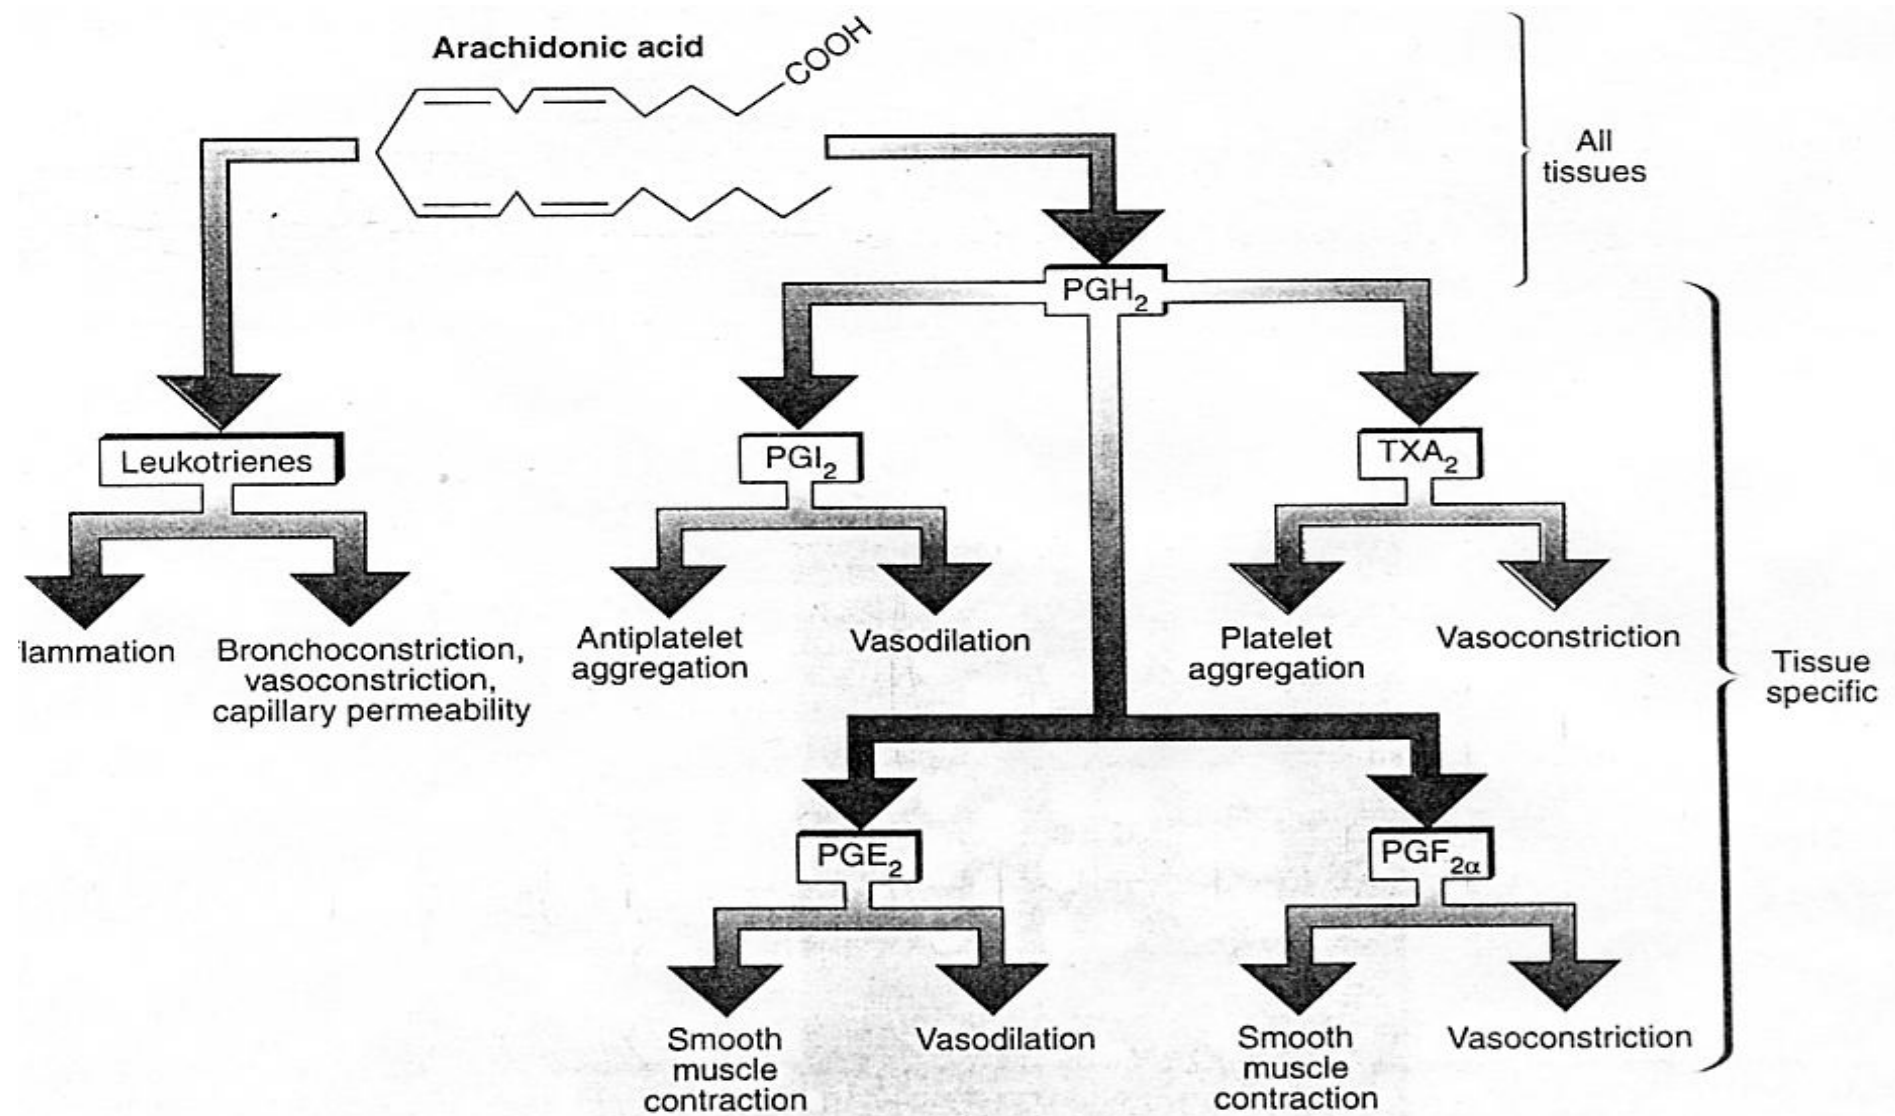 Arachidonic acid
COOH
All
tissues
PGH2
Leukotrienes
PGI2
TXA2
lammation
Bronchoconstriction,
vasoconstriction,
capillary permeability
Antiplatelet
aggregation
Vasodilation
Platelet
aggregation
Vasoconstriction
Tissue
specific
PGE2
PGF2α
Smooth
muscle
contraction
Vasodilation
Smooth
muscle
contraction
Vasoconstriction